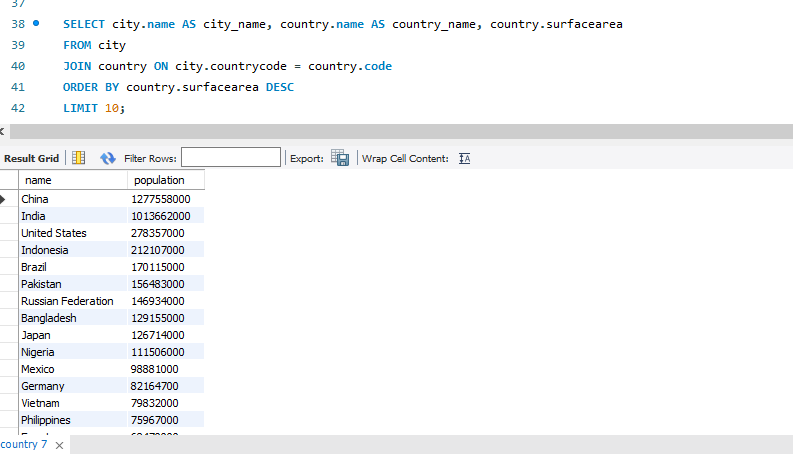 37
38 SELECT city.name AS city_name, country.name AS country_name, country.surfacearea
39 FROM city
40 JOIN country ON city.countrycode = country.code
41 ORDER BY country.surfacearea DESC
42 LIMIT 10;
Result Grid Filter Rows: Export: Wrap Cell Content:
name population
China 1277558000
India 1013662000
United States 278357000
Indonesia 212107000
Brazil 170115000
Pakistan 156483000
Russian Federation 146934000
Bangladesh 129155000
Japan 126714000
Nigeria 111506000
Mexico 98881000
Germany 82164700
Vietnam 79832000
Philippines 75967000
country 7